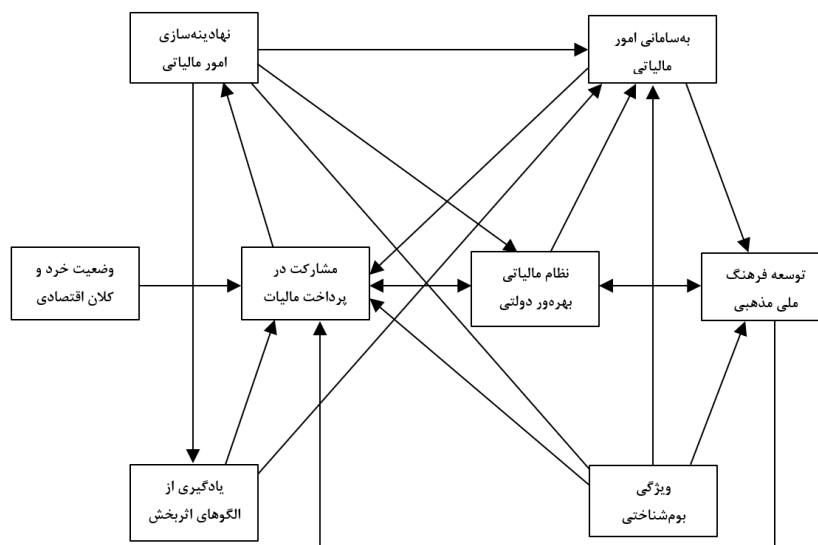 نهادینه‌سازی
امور مالیاتی
به‌سامانی امور
مالیاتی
وضعیت خرد و
کلان اقتصادی
مشارکت در
پرداخت مالیات
نظام مالیاتی
بهره‌ور دولتی
توسعه فرهنگ
ملی مذهبی
یادگیری از
الگوهای اثربخش
ویژگی
بوم‌شناختی